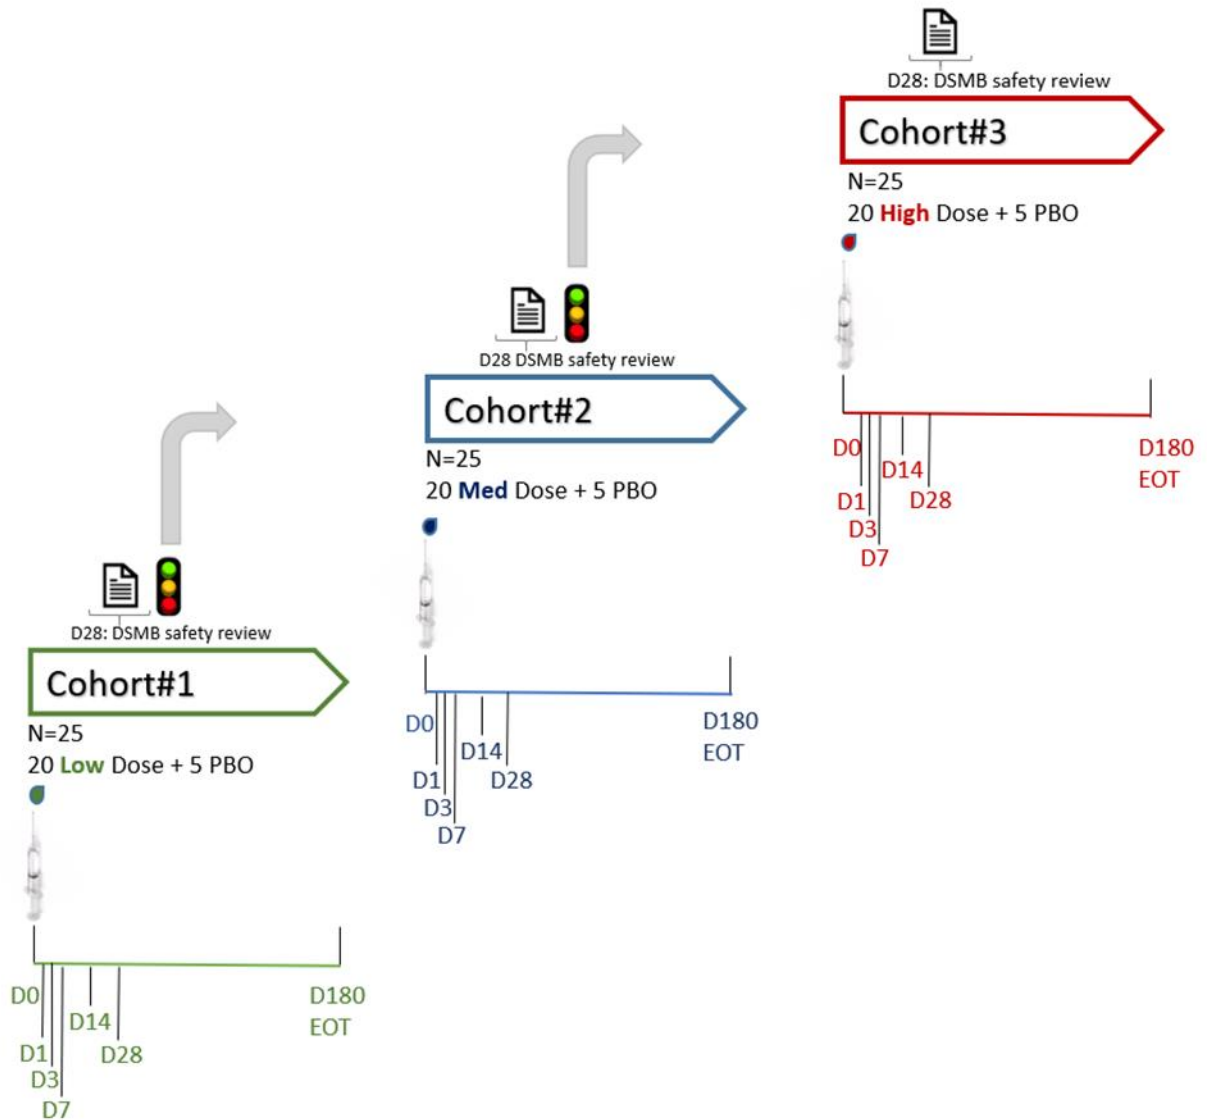 D28: DSMB safety review
Cohort#3
N=25
20 High Dose + 5 PBO
D0
D1
D3
D7
D14
D28
D180
EOT
D28 DSMB safety review
Cohort#2
N=25
20 Med Dose + 5 PBO
D0
D1
D3
D7
D14
D28
D180
EOT
D28: DSMB safety review
Cohort#1
N=25
20 Low Dose + 5 PBO
D0
D1
D3
D7
D14
D28
D180
EOT